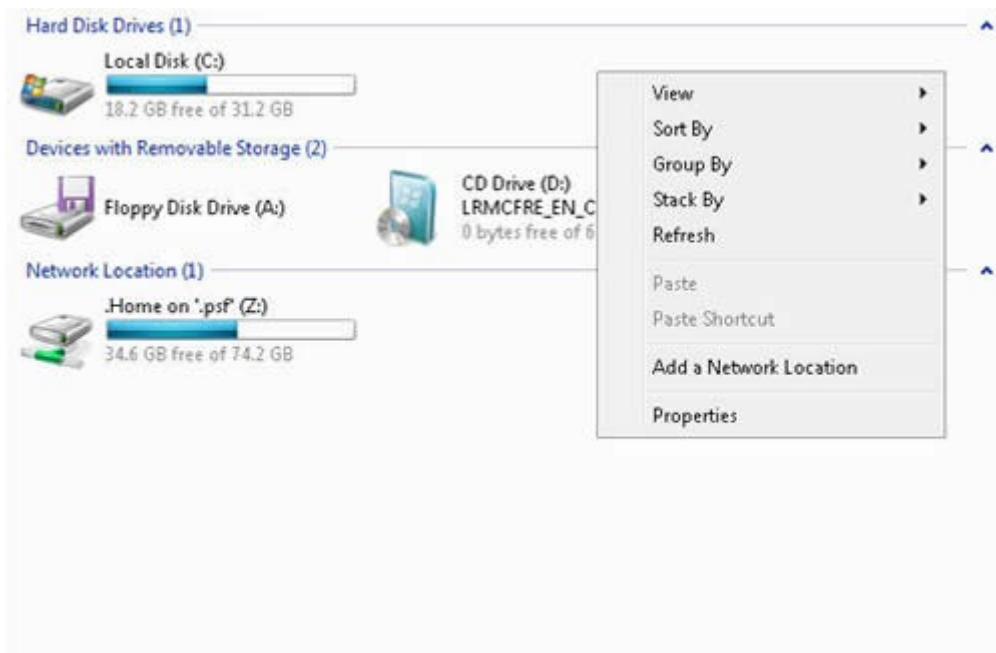 Hard Disk Drives (1)
Local Disk (C:)
18.2 GB free of 31.2 GB
Devices with Removable Storage (2)
Floppy Disk Drive (A:)
CD Drive (D:)
LRMCFRE_EN_C
0 bytes free of 6
Network Location (1)
.Home on '.psf' (Z:)
34.6 GB free of 74.2 GB
View
Sort By
Group By
Stack By
Refresh
Paste
Paste Shortcut
Add a Network Location
Properties